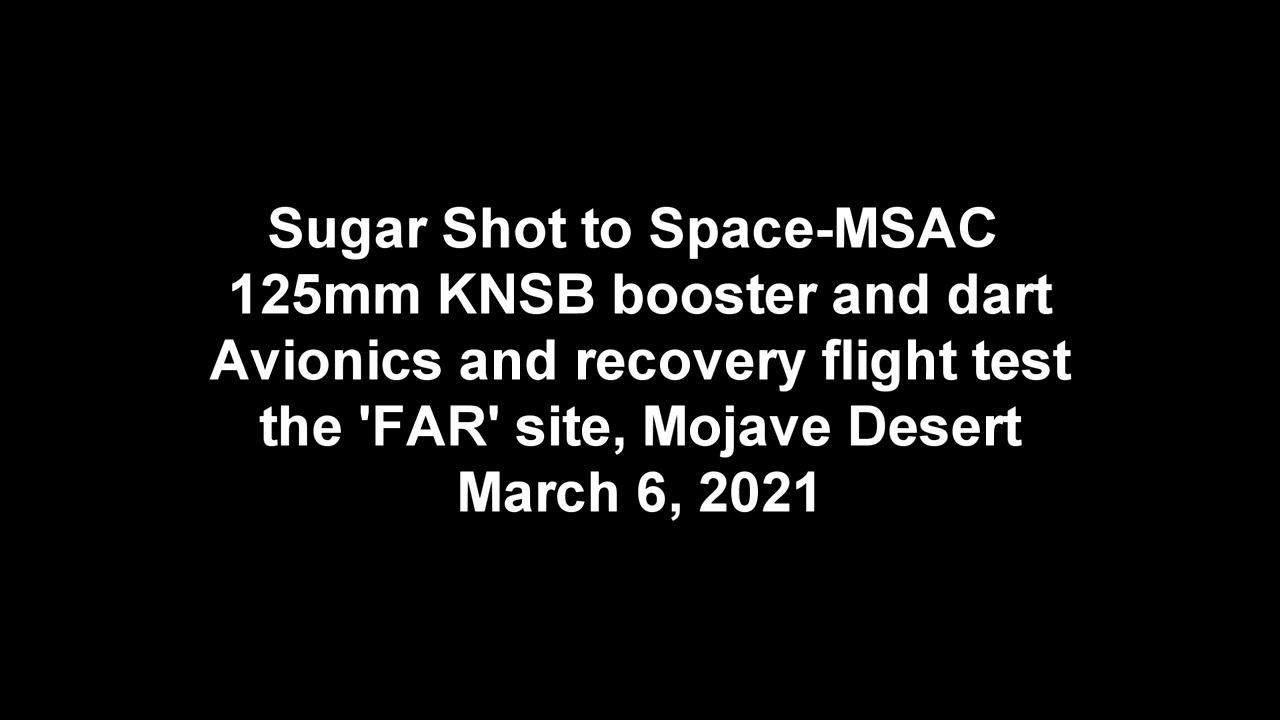 Sugar Shot to Space-MSAC
125mm KNSB booster and dart
Avionics and recovery flight test
the 'FAR' site, Mojave Desert
March 6, 2021